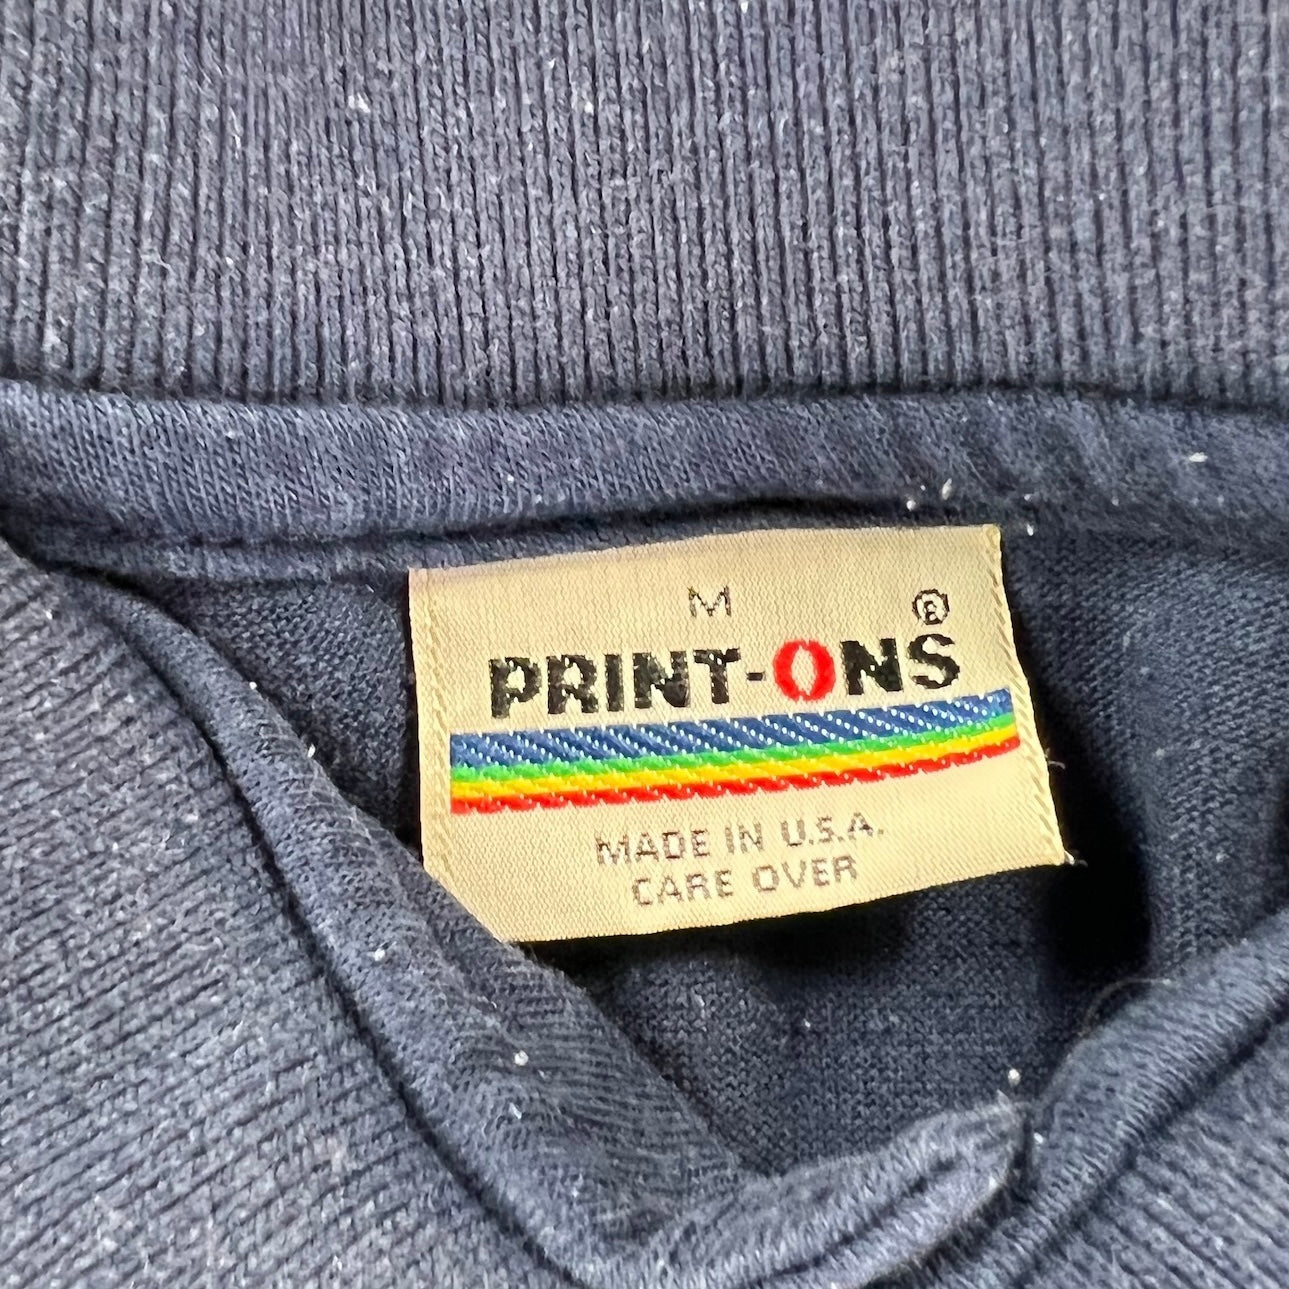 M
®
PRINT-ONS
MADE IN U.S.A.
CARE OVER